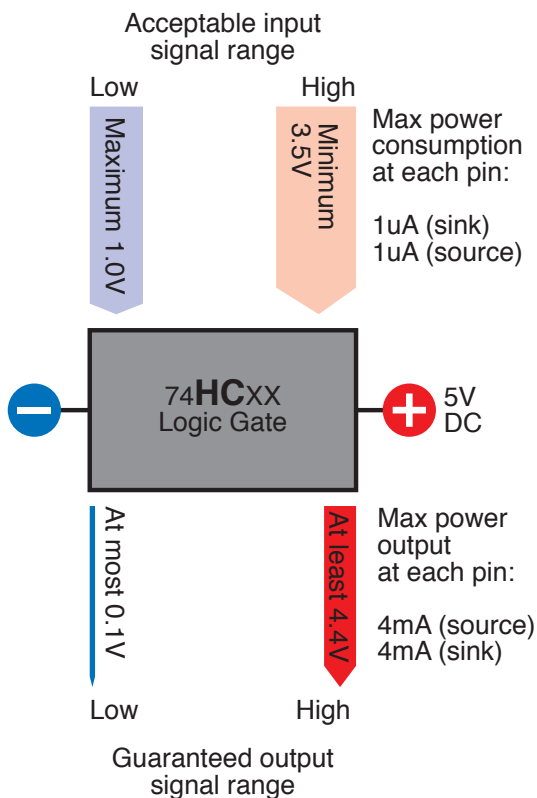 Acceptable input
signal range
Low
High
Maximum 1.0V
Minimum
3.5V
Max power
consumption
at each pin:
1uA (sink)
1uA (source)
74HCXX
Logic Gate
5V
DC
At most 0.1V
At least 4.4V
Max power
output
at each pin:
4mA (source)
4mA (sink)
Low
High
Guaranteed output
signal range